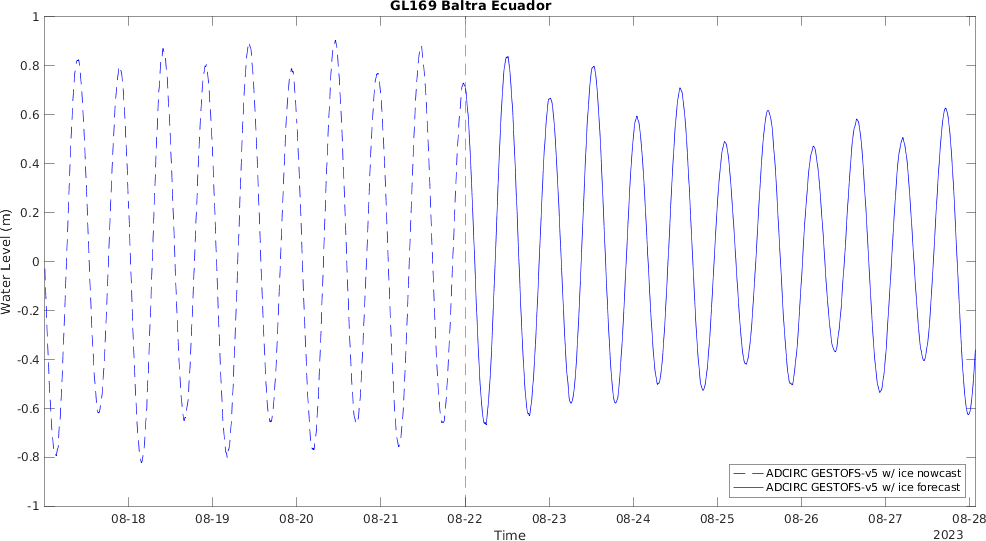 GL169 Baltra Ecuador
1
0.8
0.6
0.4
0.2
0
-0.2
-0.4
-0.6
-0.8
-1
Water Level (m)
ADCIRC GESTOFS-v5 w/ ice nowcast
ADCIRC GESTOFS-v5 w/ ice forecast
08-18 08-19 08-20 08-21 08-22 08-23 08-24 08-25 08-26 08-27 08-28
Time
2023